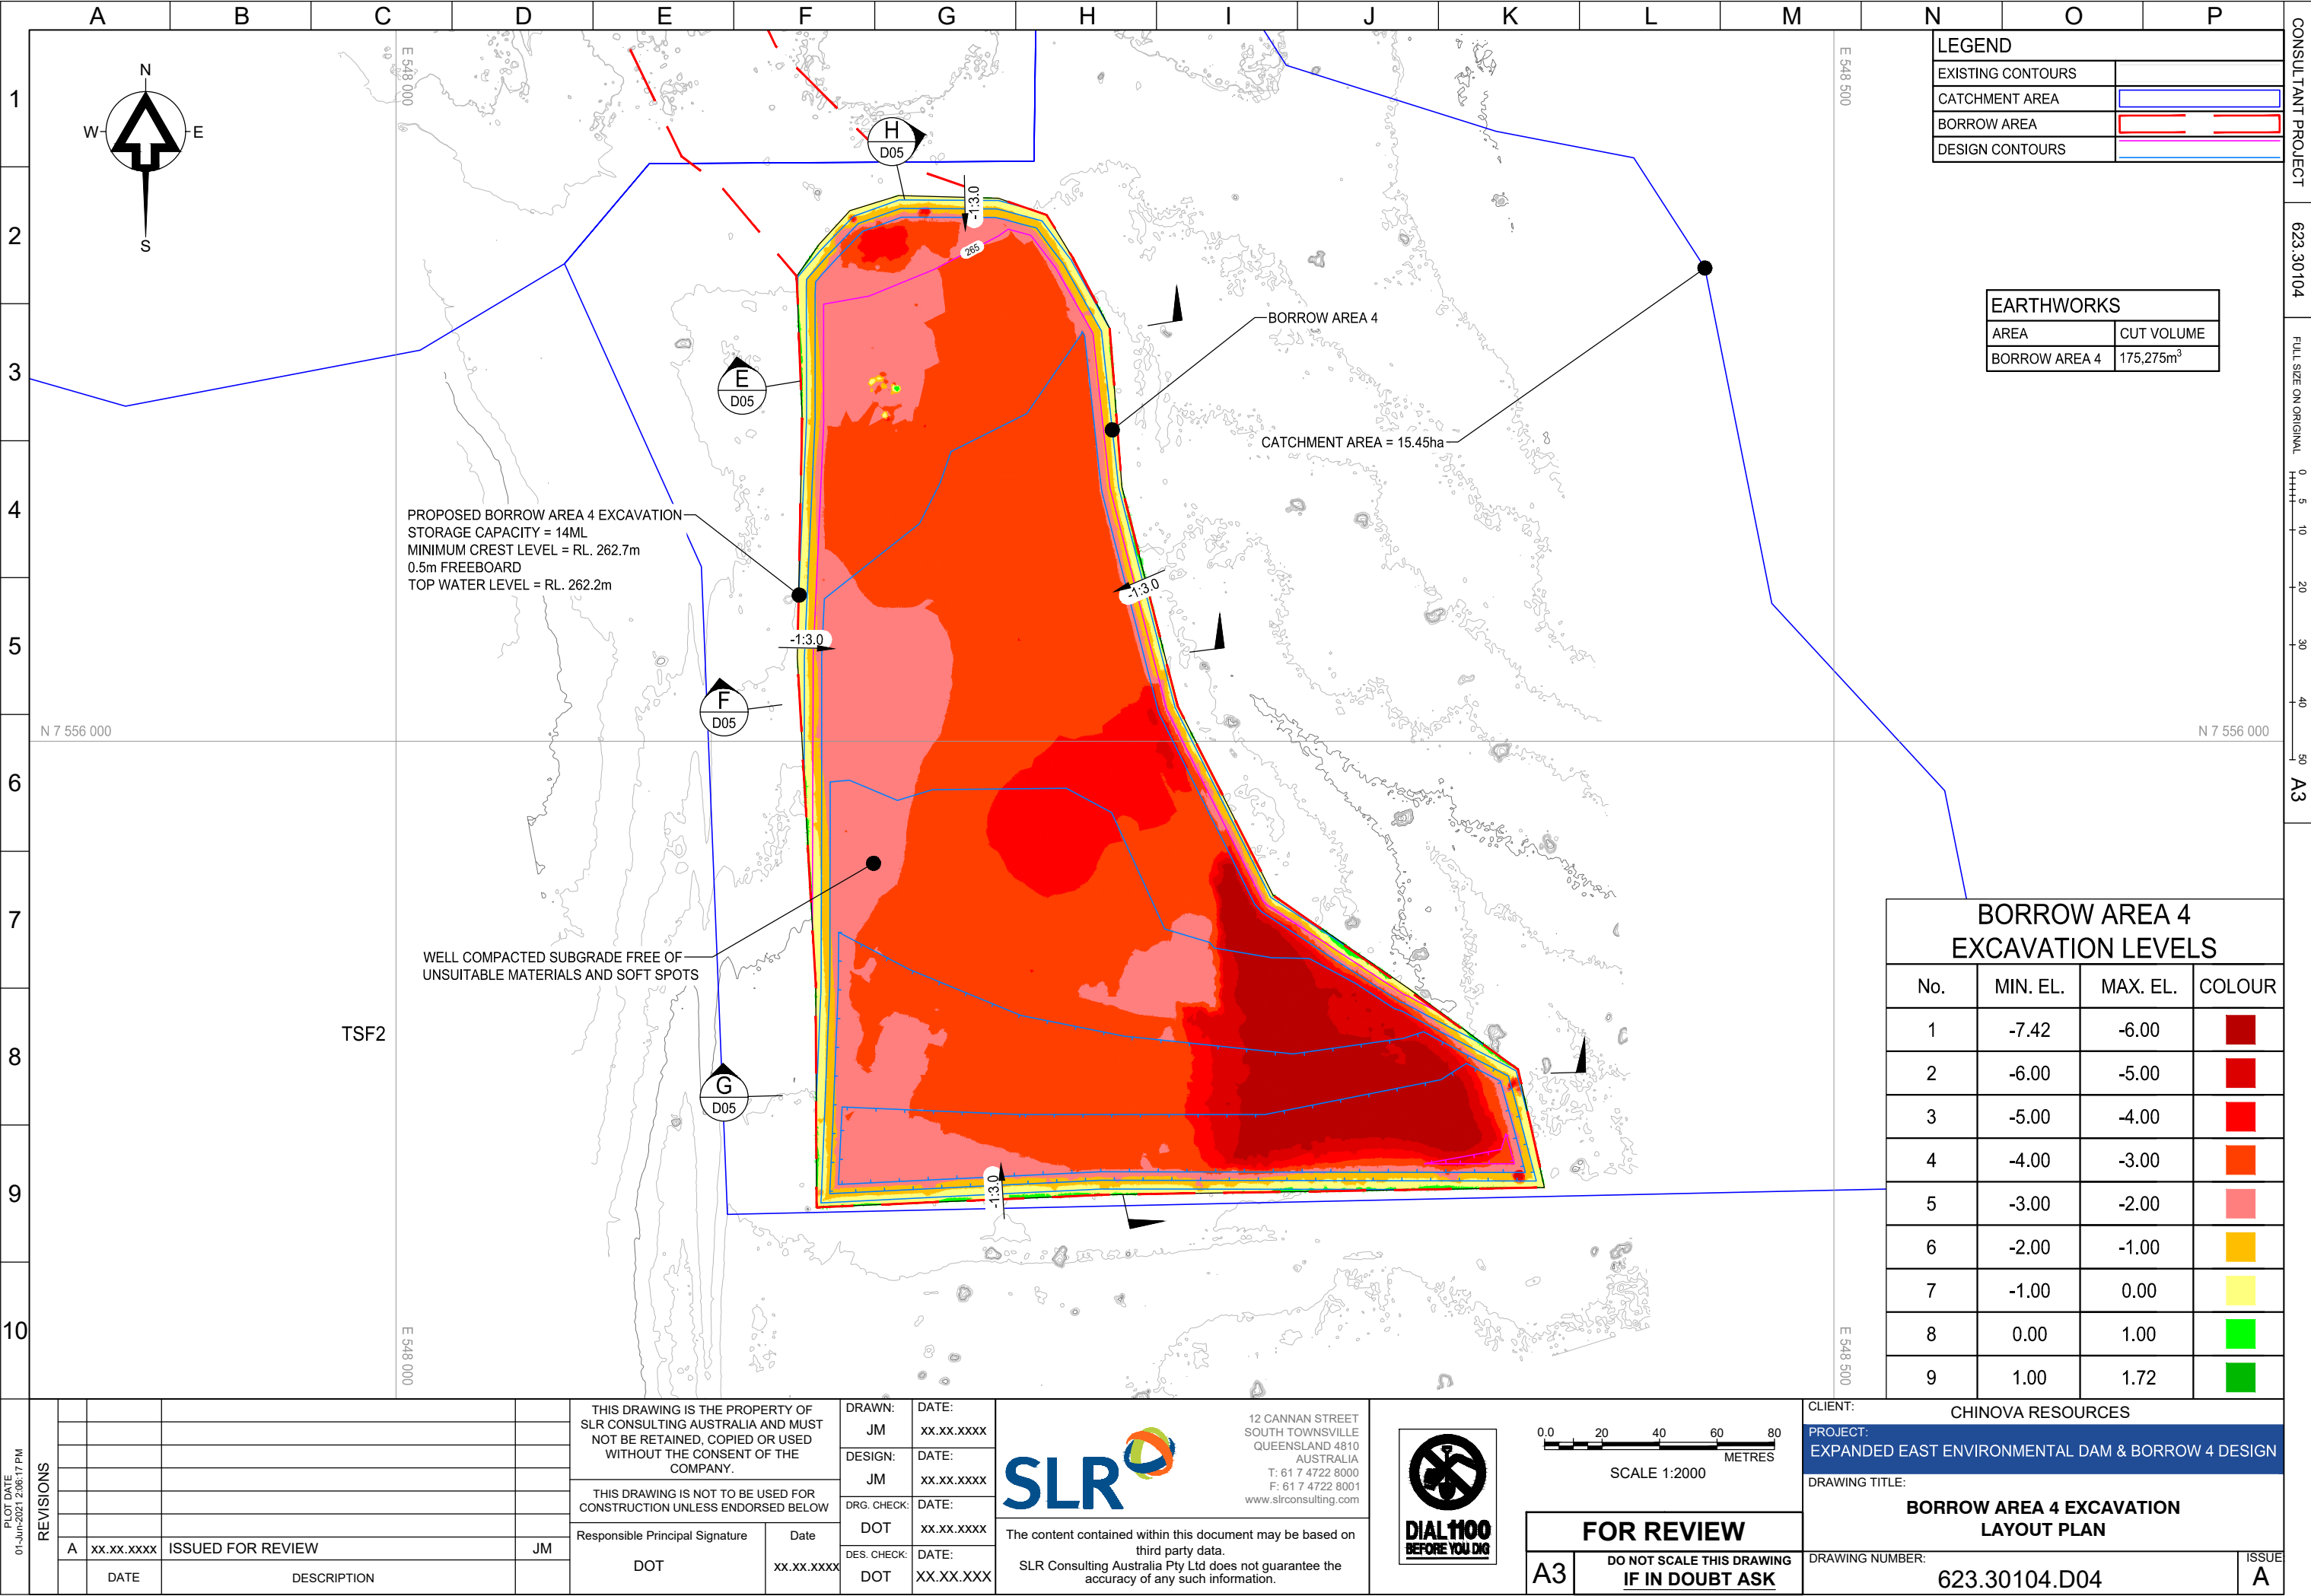 A B C D E F G H I J K L M N O P
1
2
3
4
5
6
7
8
9
10
N
W E
S
E 548 000
E 548 500
N 7 556 000
N 7 556 000
E 548 000
E 548 500
LEGEND
EXISTING CONTOURS
CATCHMENT AREA
BORROW AREA
DESIGN CONTOURS
EARTHWORKS
AREA CUT VOLUME
BORROW AREA 4 175,275m³
H
D05
-1:3.0
265
BORROW AREA 4
E
D05
CATCHMENT AREA = 15.45ha
PROPOSED BORROW AREA 4 EXCAVATION
STORAGE CAPACITY = 14ML
MINIMUM CREST LEVEL = RL. 262.7m
0.5m FREEBOARD
TOP WATER LEVEL = RL. 262.2m
-1:3.0
-1:3.0
F
D05
WELL COMPACTED SUBGRADE FREE OF
UNSUITABLE MATERIALS AND SOFT SPOTS
TSF2
G
D05
-1:3.0
BORROW AREA 4
EXCAVATION LEVELS
No. MIN. EL. MAX. EL. COLOUR
1 -7.42 -6.00
2 -6.00 -5.00
3 -5.00 -4.00
4 -4.00 -3.00
5 -3.00 -2.00
6 -2.00 -1.00
7 -1.00 0.00
8 0.00 1.00
9 1.00 1.72
CONSULTANT PROJECT
623.30104
FULL SIZE ON ORIGINAL
0 5 10 20 30 40 50
A3
PLOT DATE
01-Jun-2021 2:06:17 PM
REVISIONS
A xx.xx.xxxx ISSUED FOR REVIEW JM
DATE DESCRIPTION
THIS DRAWING IS THE PROPERTY OF
SLR CONSULTING AUSTRALIA AND MUST
NOT BE RETAINED, COPIED OR USED
WITHOUT THE CONSENT OF THE
COMPANY.
THIS DRAWING IS NOT TO BE USED FOR
CONSTRUCTION UNLESS ENDORSED BELOW
Responsible Principal Signature Date
DOT xx.xx.xxxx
DRAWN: DATE:
JM xx.xx.xxxx
DESIGN: DATE:
JM xx.xx.xxxx
DRG. CHECK: DATE:
DOT xx.xx.xxxx
DES. CHECK: DATE:
DOT XX.XX.XXX
SLR
12 CANNAN STREET
SOUTH TOWNSVILLE
QUEENSLAND 4810
AUSTRALIA
T: 61 7 4722 8000
F: 61 7 4722 8001
www.slrconsulting.com
The content contained within this document may be based on
third party data.
SLR Consulting Australia Pty Ltd does not guarantee the
accuracy of any such information.
DIAL1100
BEFORE YOU DIG
0.0 20 40 60 80
METRES
SCALE 1:2000
FOR REVIEW
A3
DO NOT SCALE THIS DRAWING
IF IN DOUBT ASK
CLIENT:
CHINOVA RESOURCES
PROJECT:
EXPANDED EAST ENVIRONMENTAL DAM & BORROW 4 DESIGN
DRAWING TITLE:
BORROW AREA 4 EXCAVATION
LAYOUT PLAN
DRAWING NUMBER:
623.30104.D04
ISSUE
A